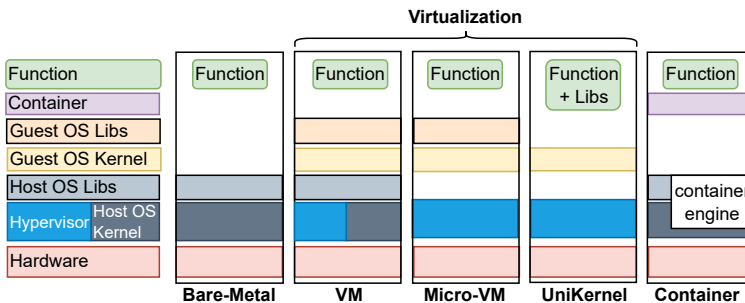 Virtualization
Function
Container
Guest OS Libs
Guest OS Kernel
Host OS Libs
Hypervisor
Host OS
Kernel
Hardware
Function
Function
Function
Function
+ Libs
Function
container
engine
Bare-Metal
VM
Micro-VM
UniKernel
Container